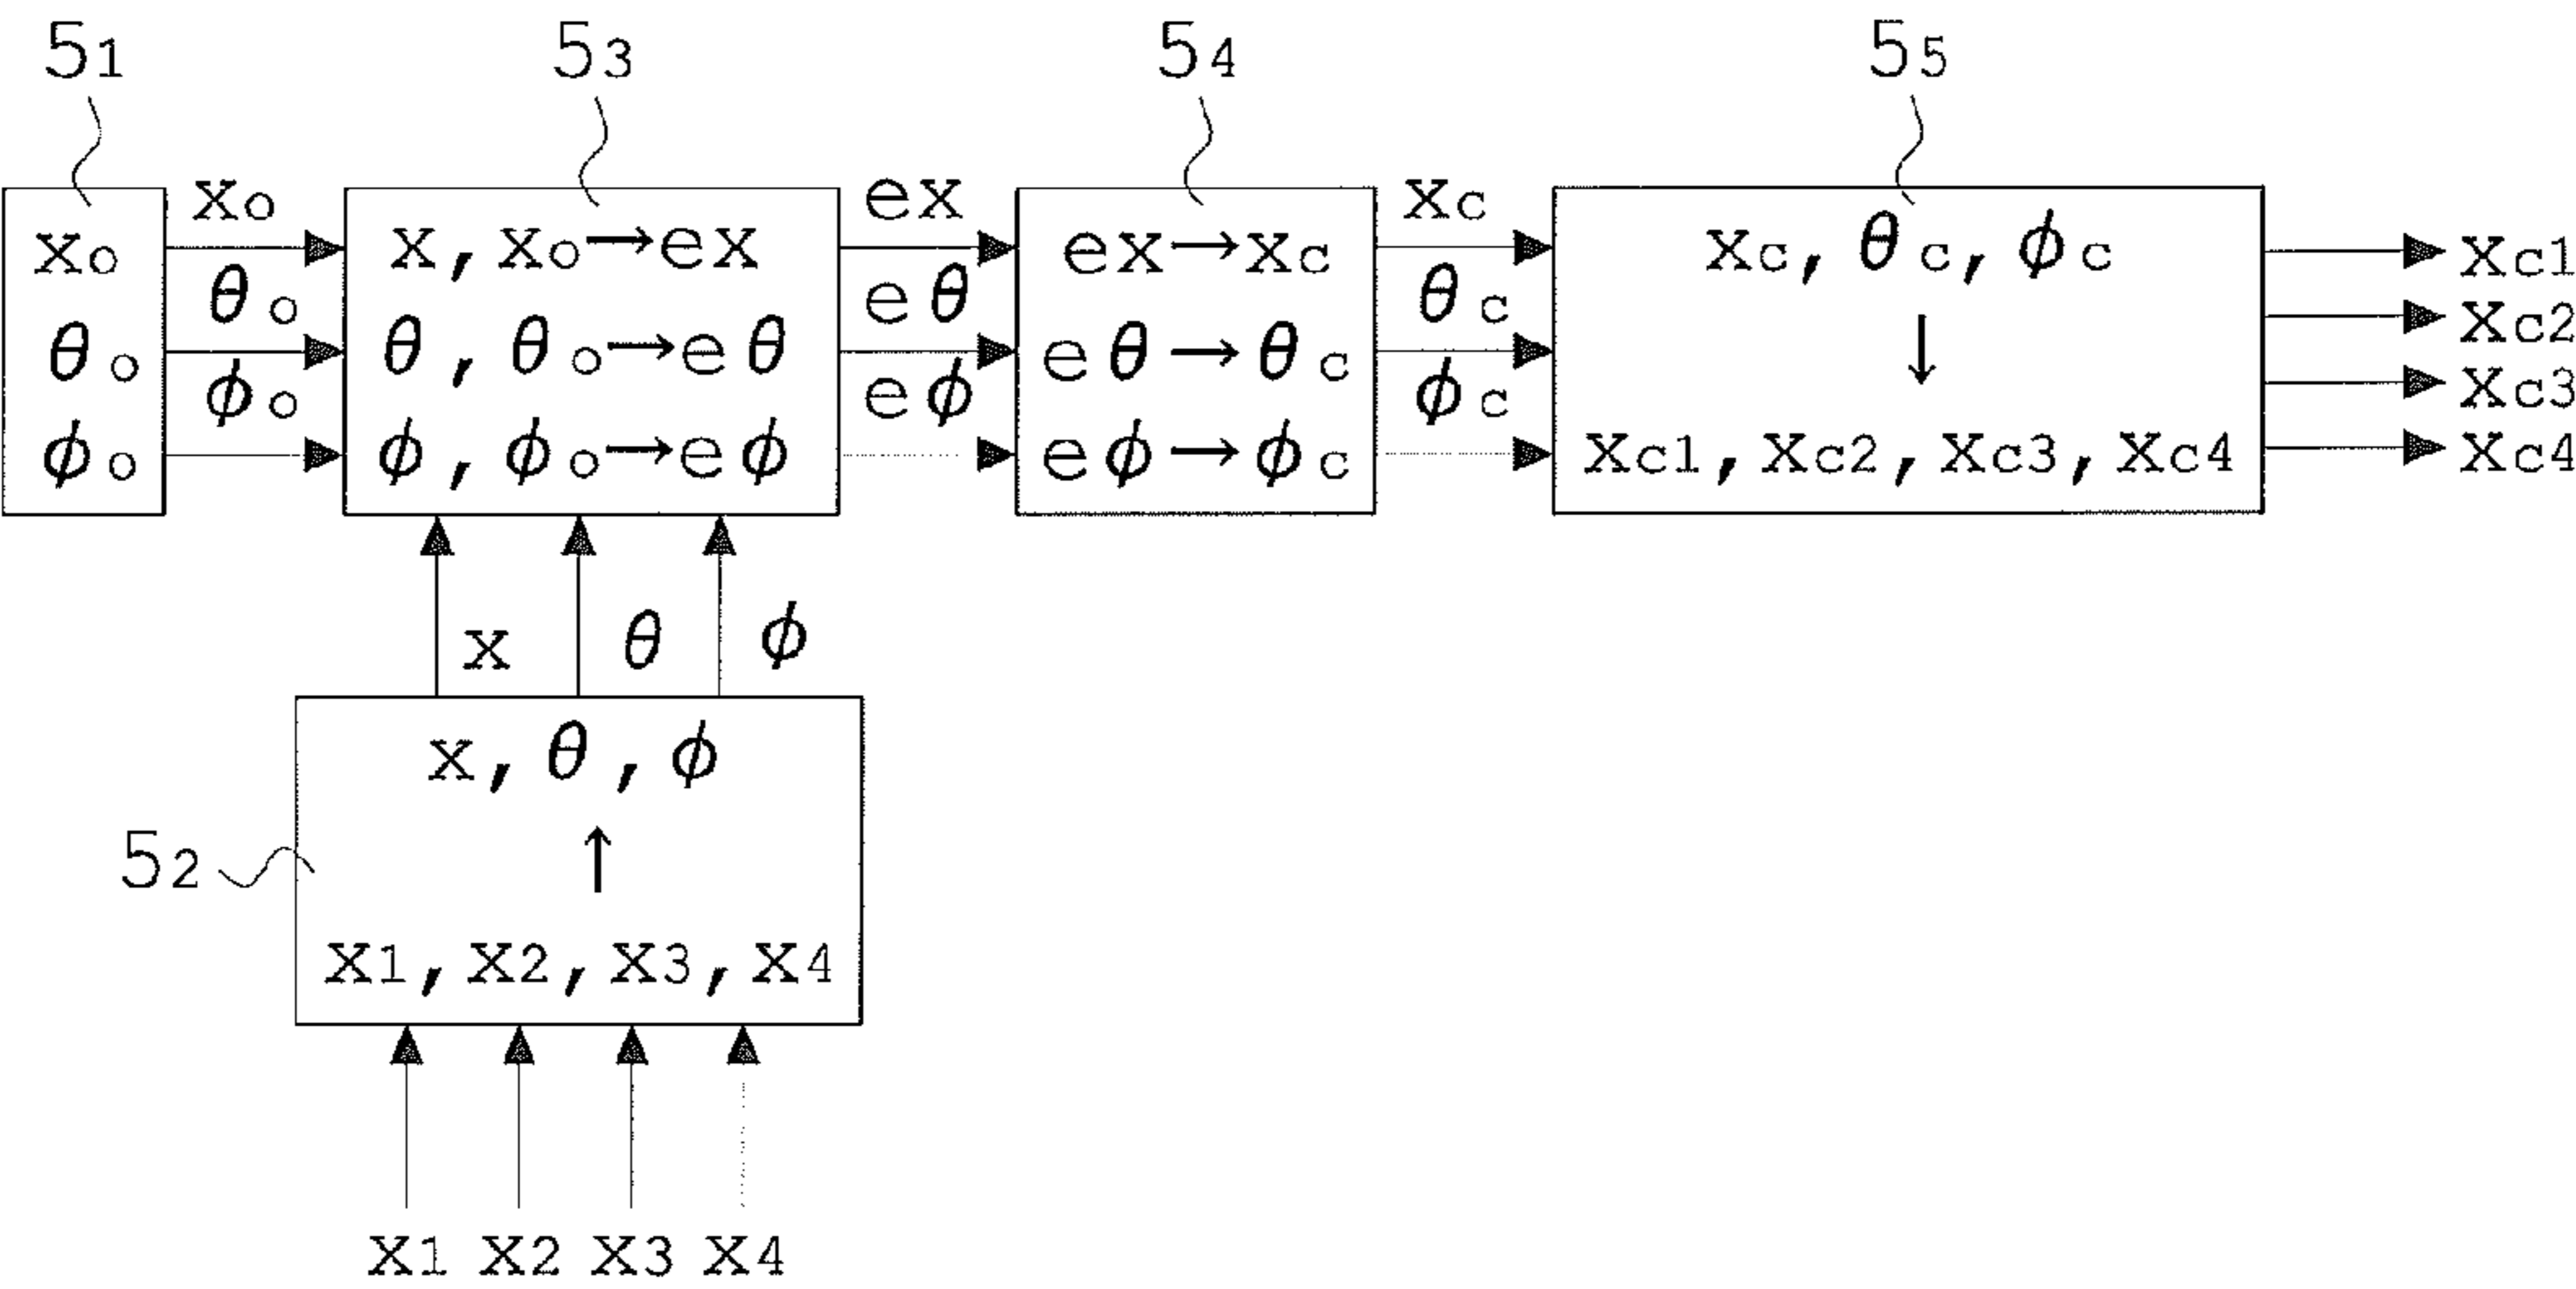 51 53 54 55
xo ex xc
xo x,xo→ex ex→xc xc,θc,φc xc1
θo eθ θc xc2
θo θ,θo→eθ eθ→θc ↓
φo eφ φc xc3
φo φ,φo→eφ eφ→φc xc1,xc2,xc3,xc4 xc4
x θ φ
x,θ,φ
52 ↑
x1,x2,x3,x4
x1 x2 x3 x4